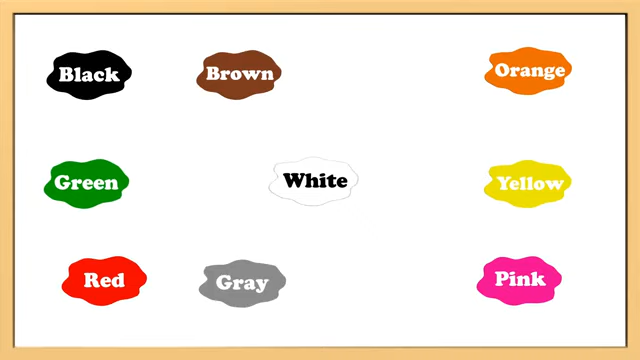 Black
Brown
Orange
Green
White
Yellow
Red
Gray
Pink